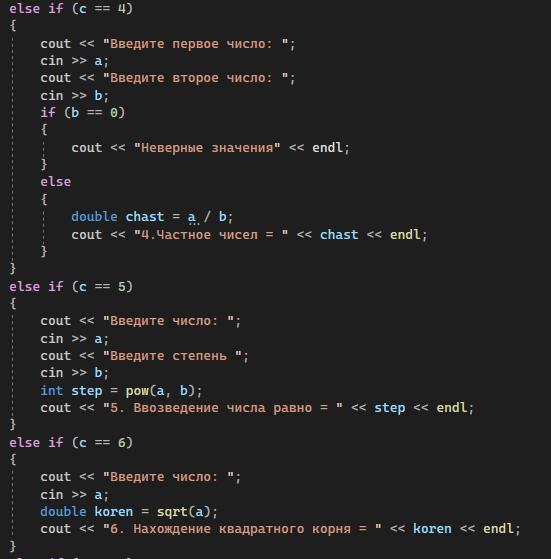 else if (c == 4)
{
cout << "Введите первое число: ";
cin >> a;
cout << "Введите второе число: ";
cin >> b;
if (b == 0)
{
cout << "Неверные значения" << endl;
}
else
{
double chast = a / b;
cout << "4.Частное чисел = " << chast << endl;
}
}
else if (c == 5)
{
cout << "Введите число: ";
cin >> a;
cout << "Введите степень ";
cin >> b;
int step = pow(a, b);
cout << "5. Ввозведение числа равно = " << step << endl;
}
else if (c == 6)
{
cout << "Введите число: ";
cin >> a;
double koren = sqrt(a);
cout << "6. Нахождение квадратного корня = " << koren << endl;
}